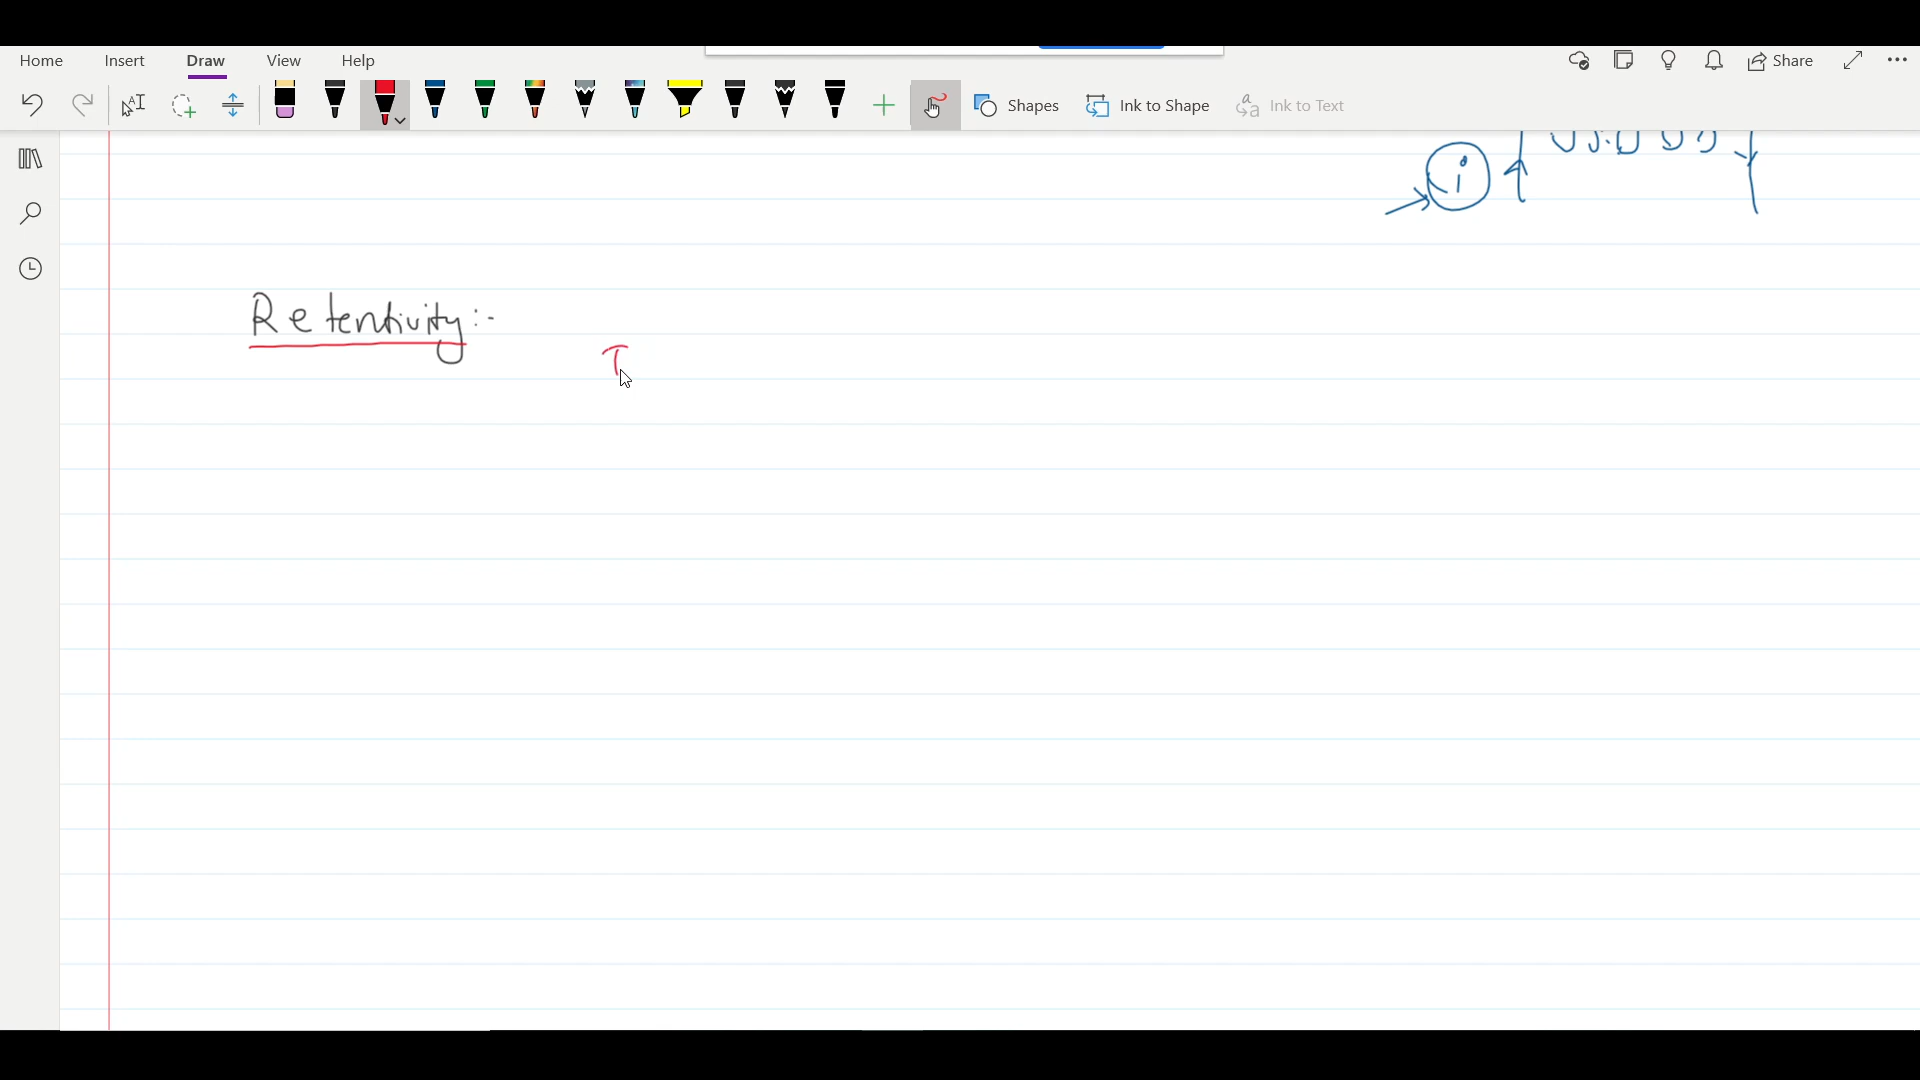 Home Insert Draw View Help Share
Shapes Ink to Shape Ink to Text
i
Retentivity:-
T